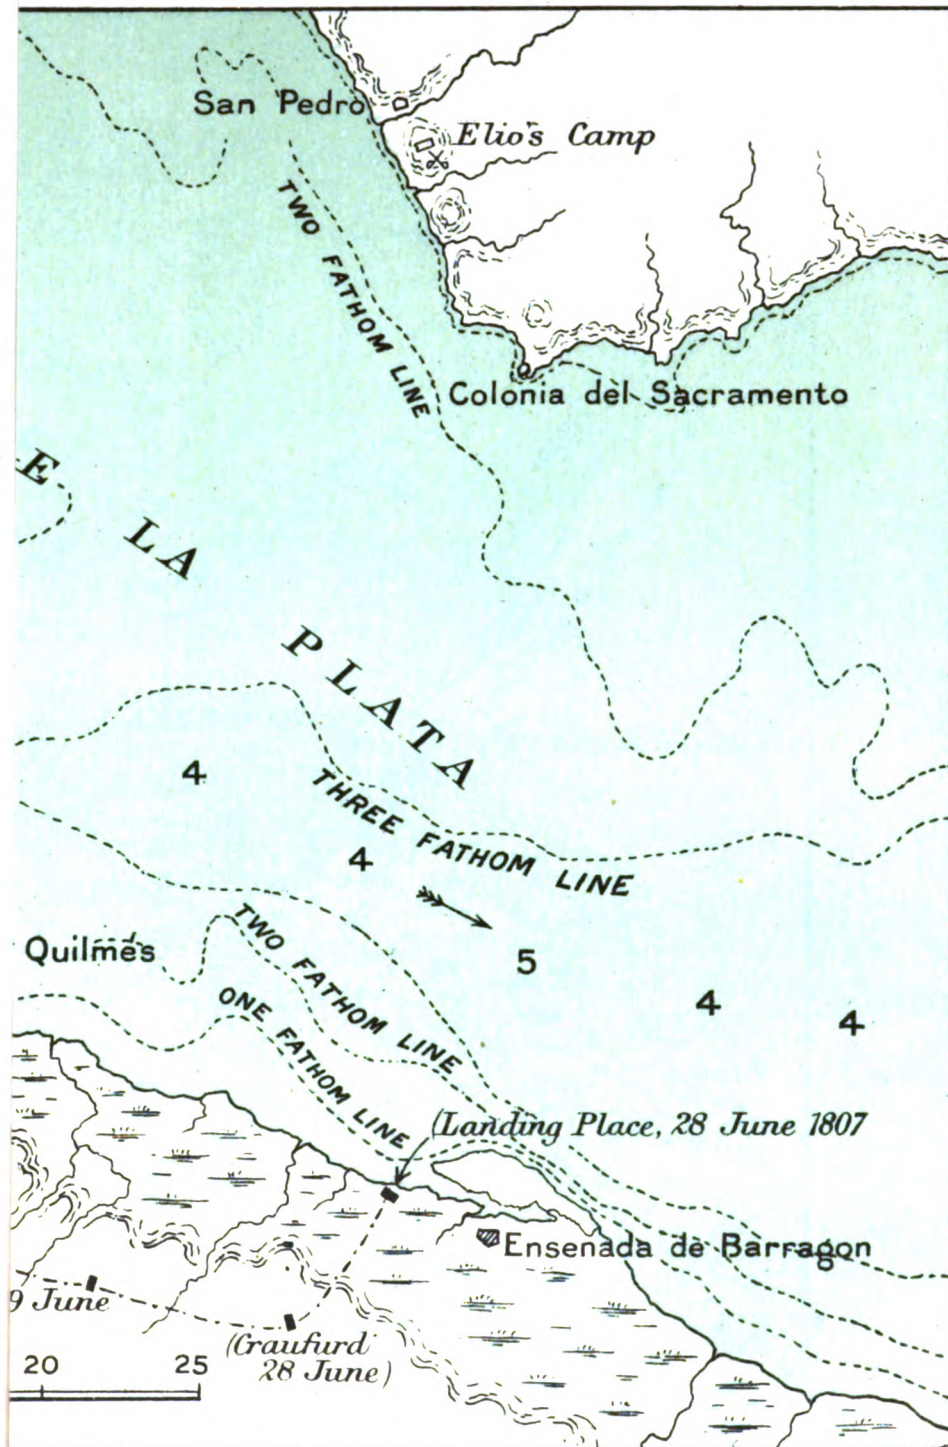 San Pedro
Elio's Camp
TWO FATHOM LINE
Colonia del Sacramento
E LA PLATA
4
THREE FATHOM LINE
4
5
4
4
Quilmes
TWO FATHOM LINE
ONE FATHOM LINE
(Landing Place, 28 June 1807
Ensenada de Barragon
9 June
(Craufurd
28 June)
20 25